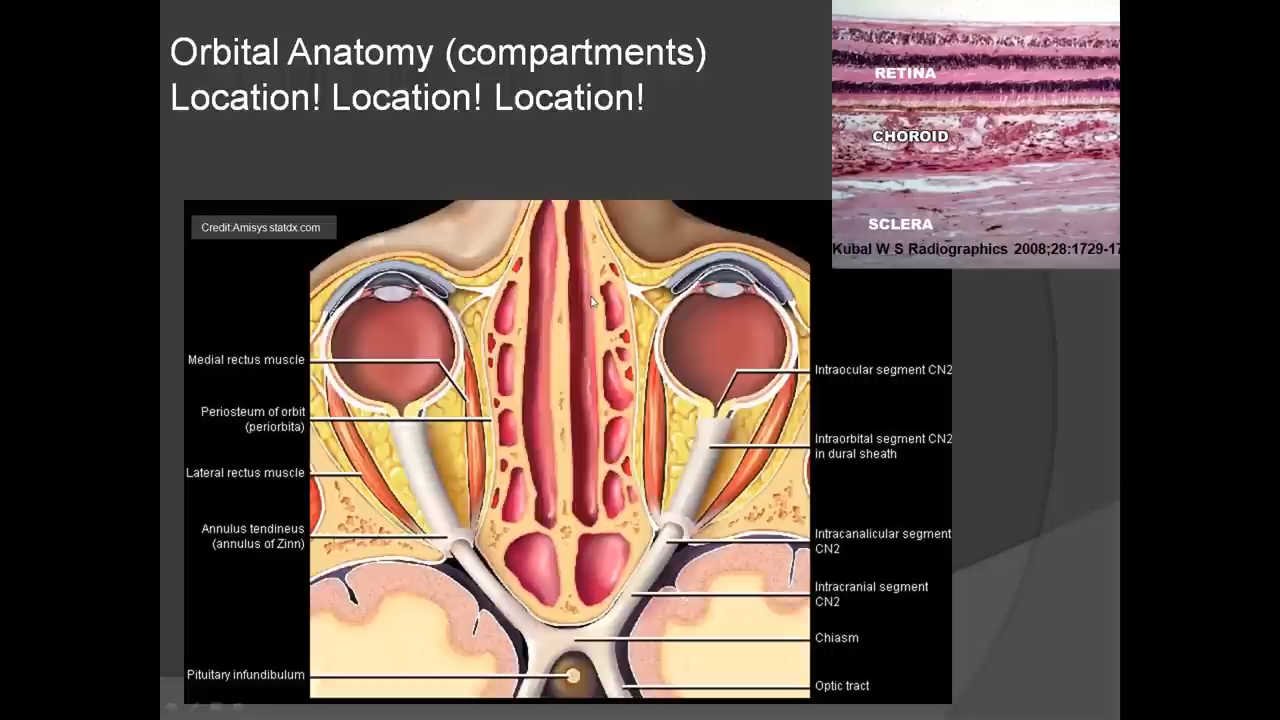 Orbital Anatomy (compartments)
Location! Location! Location!
RETINA
CHOROID
SCLERA
Kubal W S Radiographics 2008;28:1729-17
Credit:Amisys statdx.com
Medial rectus muscle
Periosteum of orbit
(periorbita)
Lateral rectus muscle
Annulus tendineus
(annulus of Zinn)
Pituitary infundibulum
Intraocular segment CN2
Intraorbital segment CN2
in dural sheath
Intracanalicular segment
CN2
Intracranial segment
CN2
Chiasm
Optic tract